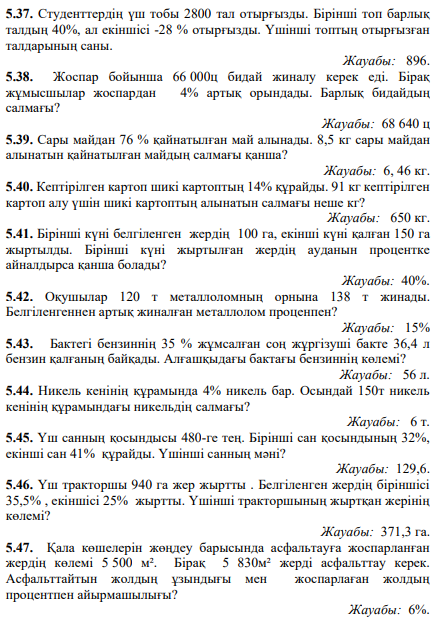 5.37. Студенттердің үш тобы 2800 тал отырғызды. Бірінші топ барлық
талдың 40%, ал екіншісі -28 % отырғызды. Үшінші топтың отырғызған
талдарының саны.
Жауабы: 896.
5.38. Жоспар бойынша 66 000ц бидай жиналу керек еді. Бірақ
жұмысшылар жоспардан 4% артық орындады. Барлық бидайдың
салмағы?
Жауабы: 68 640 ц
5.39. Сары майдан 76 % қайнатылған май алынады. 8,5 кг сары майдан
алынатын қайнатылған майдың салмағы қанша?
Жауабы: 6, 46 кг.
5.40. Кептірілген картоп шикі картоптың 14% құрайды. 91 кг кептірілген
картоп алу үшін шикі картоптың алынатын салмағы неше кг?
Жауабы: 650 кг.
5.41. Бірінші күні белгіленген жердің 100 га, екінші күні қалған 150 га
жыртылды. Бірінші күні жыртылған жердің ауданын процентке
айналдырса қанша болады?
Жауабы: 40%.
5.42. Оқушылар 120 т металлоломның орнына 138 т жинады.
Белгіленгеннен артық жиналған металлолом проценпен?
Жауабы: 15%
5.43. Бактегі бензиннің 35 % жұмсалған соң жүргізуші бакте 36,4 л
бензин қалғанын байқады. Алғашқыдағы бактағы бензиннің көлемі?
Жауабы: 56 л.
5.44. Никель кенінің құрамында 4% никель бар. Осындай 150т никель
кенінің құрамындағы никельдің салмағы?
Жауабы: 6 т.
5.45. Үш санның қосындысы 480-ге тең. Бірінші сан қосындының 32%,
екінші сан 41% құрайды. Үшінші санның мәні?
Жауабы: 129,6.
5.46. Үш тракторшы 940 га жер жыртты . Белгіленген жердің біріншісі
35,5% , екіншісі 25% жыртты. Үшінші тракторшының жыртқан жерінің
көлемі?
Жауабы: 371,3 га.
5.47. Қала көшелерін жөндеу барысында асфальтауға жоспарланған
жердің көлемі 5 500 м². Бірақ 5 830м² жерді асфальттау керек.
Асфальттайтын жолдың ұзындығы мен жоспарлаған жолдың
процентпен айырмашылығы?
Жауабы: 6%.